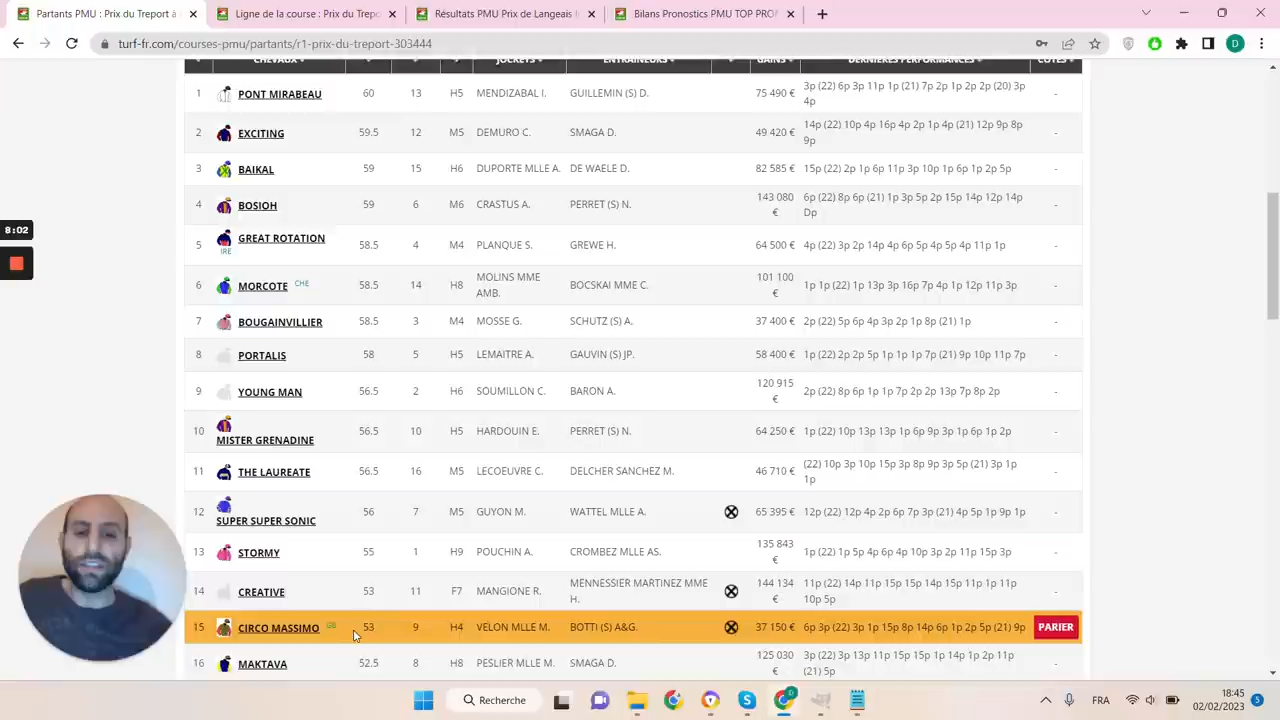 Partants PMU : Prix du Treport à
Ligne de la course : Prix du Trep
Résultats PMU Prix de Langeais
Bilans Pronostics PMU TOP PRO
turf-fr.com/courses-pmu/partants/r1-prix-du-treport-303444
CHEVAUX JOCKEYS ENTRAINEURS GAINS DERNIÈRES PERFORMANCES COTES
1 PONT MIRABEAU 60 13 H5 MENDIZABAL I. GUILLEMIN (S) D. 75 490 € 3p (22) 6p 3p 11p 1p (21) 7p 2p 1p 2p 2p (20) 3p -
4p
2 EXCITING 59.5 12 M5 DEMURO C. SMAGA D. 49 420 € 14p (22) 10p 4p 16p 4p 2p 1p 4p (21) 12p 9p 8p -
9p
3 BAIKAL 59 15 H6 DUPORTE MLLE A. DE WAELE D. 82 585 € 15p (22) 2p 1p 6p 11p 3p 10p 1p 6p 1p 2p 5p -
4 BOSIOH 59 6 M6 CRASTUS A. PERRET (S) N. 143 080 6p (22) 8p 6p (21) 1p 3p 5p 2p 15p 14p 12p 14p -
€ Dp
5 GREAT ROTATION 58.5 4 M4 PLANQUE S. GREWE H. 64 500 € 4p (22) 3p 2p 14p 4p 6p 5p 4p 5p 4p 11p 1p -
IRE
6 MORCOTE CHE 58.5 14 H8 MOLINS MME BOCSKAI MME C. 101 100 1p 1p (22) 1p 13p 3p 16p 7p 4p 1p 12p 11p 3p -
AMB. €
7 BOUGAINVILLIER 58.5 3 M4 MOSSE G. SCHUTZ (S) A. 37 400 € 2p (22) 5p 6p 4p 3p 2p 1p 8p (21) 1p -
8 PORTALIS 58 5 H5 LEMAITRE A. GAUVIN (S) JP. 58 400 € 1p (22) 2p 2p 5p 1p 1p 1p 7p (21) 9p 10p 11p 7p -
9 YOUNG MAN 56.5 2 H6 SOUMILLON C. BARON A. 120 915 2p (22) 8p 6p 1p 1p 7p 2p 2p 13p 7p 8p 2p -
€
10 MISTER GRENADINE 56.5 10 H5 HARDOUIN E. PERRET (S) N. 64 250 € 1p (22) 10p 13p 13p 1p 6p 9p 3p 1p 6p 1p 2p -
11 THE LAUREATE 56.5 16 M5 LECOEUVRE C. DELCHER SANCHEZ M. 46 710 € (22) 10p 3p 10p 15p 3p 8p 9p 3p 5p (21) 3p 1p -
1p
12 SUPER SUPER SONIC 56 7 M5 GUYON M. WATTEL MLLE A. 65 395 € 12p (22) 12p 4p 2p 6p 7p 3p (21) 4p 5p 1p 9p 1p -
13 STORMY 55 1 H9 POUCHIN A. CROMBEZ MLLE AS. 135 843 1p (22) 1p 5p 4p 6p 4p 10p 3p 2p 11p 15p 3p -
€
14 CREATIVE 53 11 F7 MANGIONE R. MENNESSIER MARTINEZ MME 144 134 11p (22) 14p 11p 15p 15p 14p 15p 11p 1p 11p -
H. € 10p 5p
15 CIRCO MASSIMO GB 53 9 H4 VELON MLLE M. BOTTI (S) A&G. 37 150 € 6p 3p (22) 3p 1p 15p 8p 14p 6p 1p 2p 5p (21) 9p PARIER
16 MAKTAVA 52.5 8 H8 PESLIER MLLE M. SMAGA D. 125 030 3p (22) 3p 13p 11p 15p 15p 1p 14p 1p 2p 11p -
€ (21) 5p
8:02
Recherche
FRA
18:45
02/02/2023
5
D